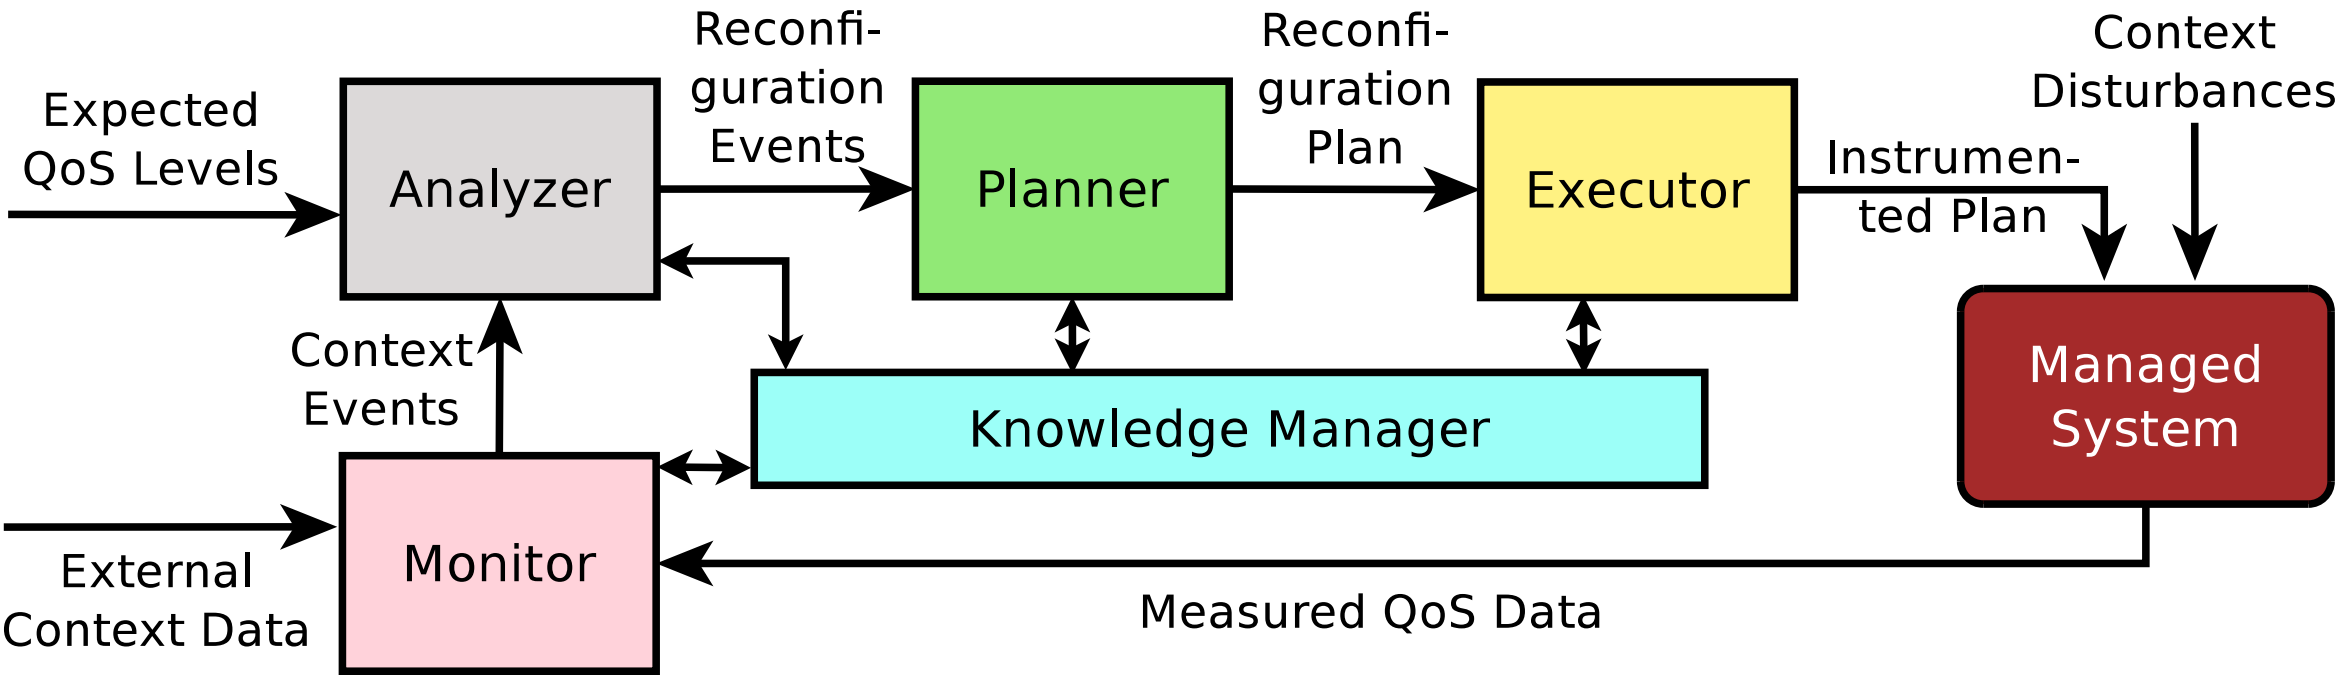 Expected
QoS Levels
Analyzer
Reconfi-
guration
Events
Planner
Reconfi-
guration
Plan
Executor
Instrumen-
ted Plan
Context
Disturbances
Managed
System
Context
Events
Knowledge Manager
External
Context Data
Monitor
Measured QoS Data